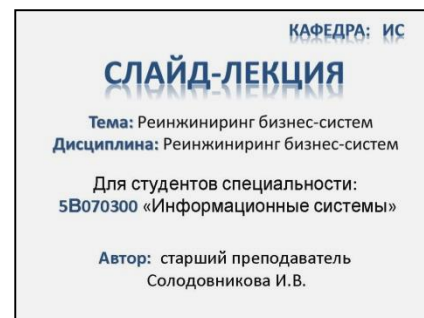 КАФЕДРА: ИС
СЛАЙД-ЛЕКЦИЯ
Тема: Реинжиниринг бизнес-систем
Дисциплина: Реинжиниринг бизнес-систем
Для студентов специальности:
5В070300 «Информационные системы»
Автор: старший преподаватель
Солодовникова И.В.